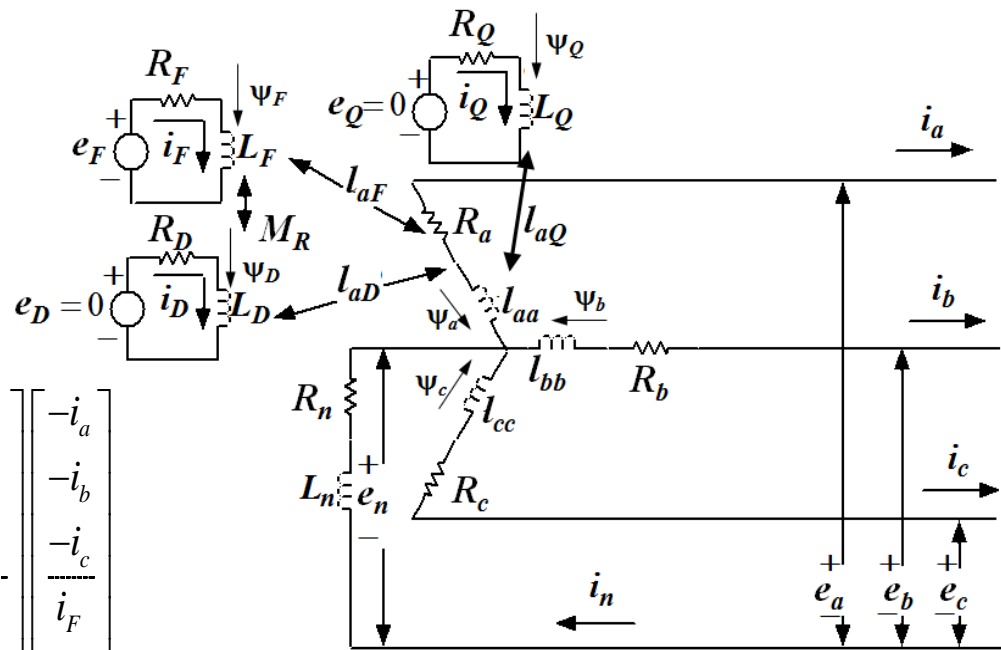 R_Q
ψ_Q
+
e_Q=0
−
i_Q
L_Q
R_F
ψ_F
+
e_F
−
i_F
L_F
M_R
R_D
ψ_D
+
e_D = 0
−
i_D
L_D
l_aF
l_aD
l_aQ
R_a
l_aa
ψ_a
ψ_b
l_bb
R_b
ψ_c
l_cc
R_c
R_n
L_n
+
e_n
−
i_a
i_b
i_c
i_n
+
e_a
−
+
e_b
−
+
e_c
−
−i_a
−i_b
−i_c
i_F